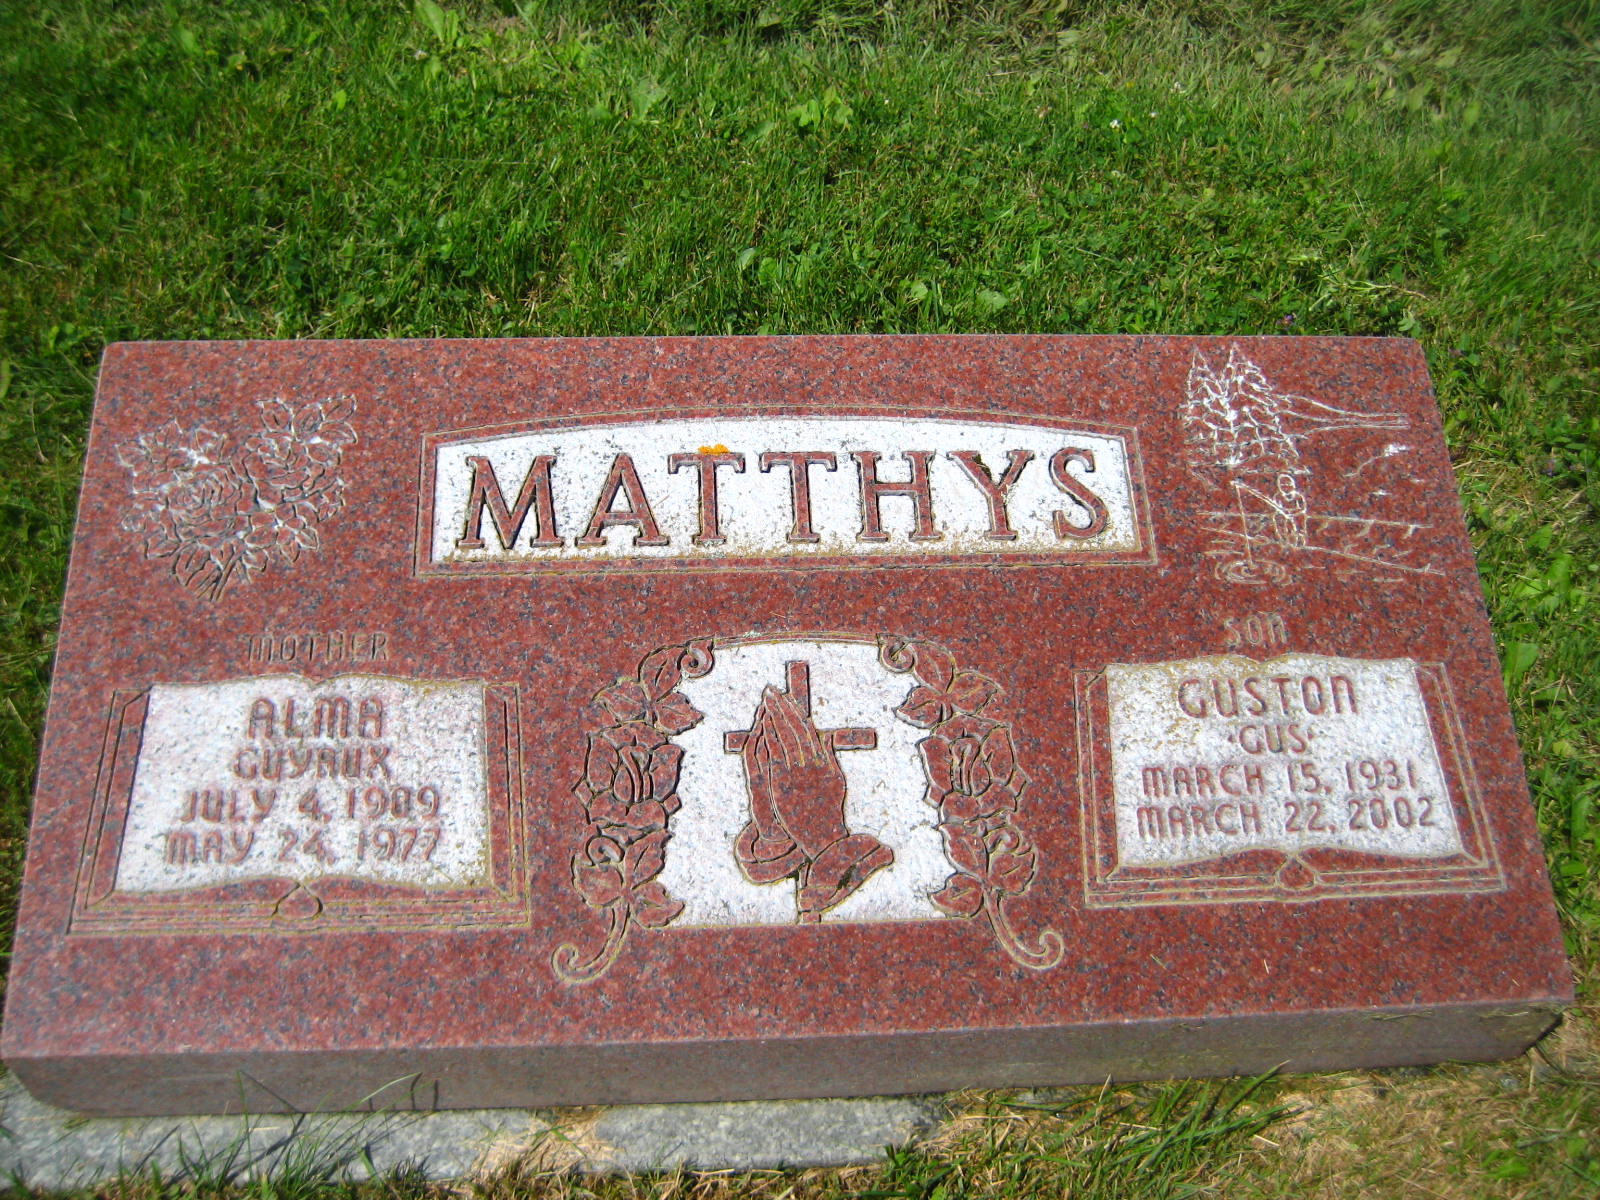 MATTHYS
MOTHER
ALMA
GUYAUX
JULY 4, 1909
MAY 24, 1977
SON
GUSTON
"GUS"
MARCH 15, 1931
MARCH 22, 2002